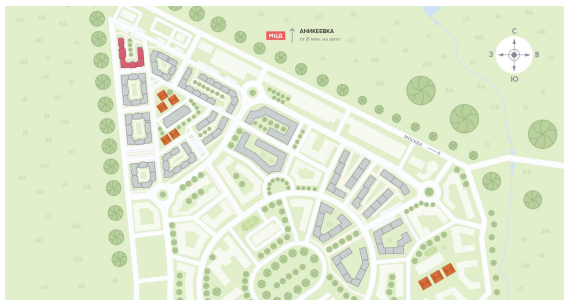 МЦД
АНИКЕЕВКА
от 8 мин. на авто
С
З
В
Ю
МОСКВА